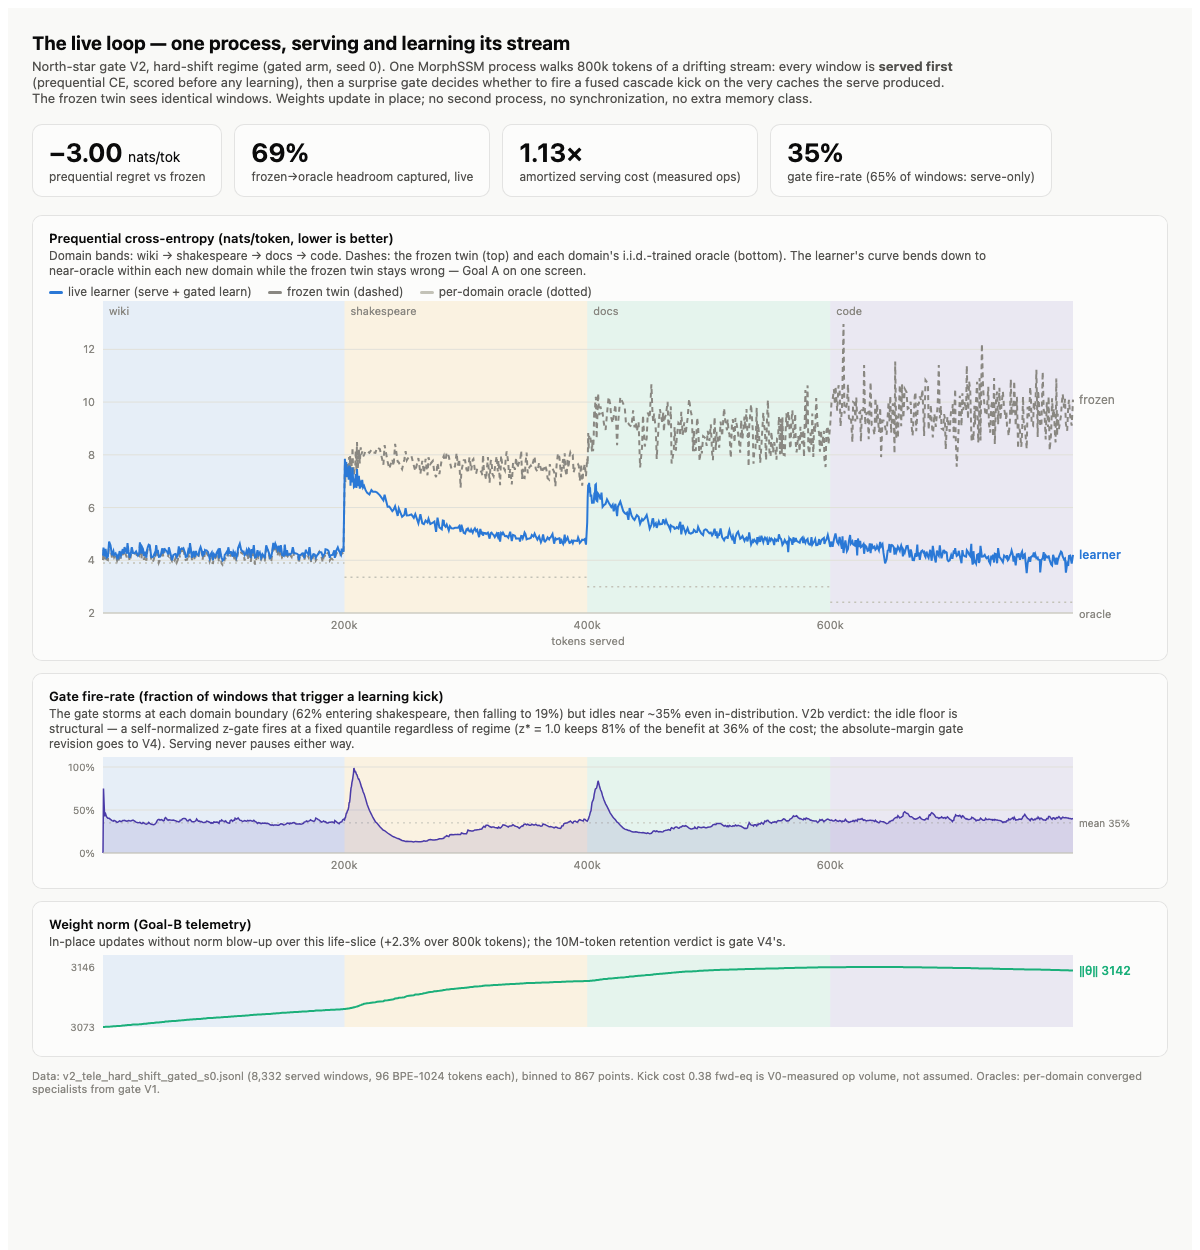 The live loop — one process, serving and learning its stream
North-star gate V2, hard-shift regime (gated arm, seed 0). One MorphSSM process walks 800k tokens of a drifting stream: every window is served first
(prequential CE, scored before any learning), then a surprise gate decides whether to fire a fused cascade kick on the very caches the serve produced.
The frozen twin sees identical windows. Weights update in place; no second process, no synchronization, no extra memory class.
−3.00 nats/tok
prequential regret vs frozen
69%
frozen→oracle headroom captured, live
1.13×
amortized serving cost (measured ops)
35%
gate fire-rate (65% of windows: serve-only)
Prequential cross-entropy (nats/token, lower is better)
Domain bands: wiki → shakespeare → docs → code. Dashes: the frozen twin (top) and each domain's i.i.d.-trained oracle (bottom). The learner's curve bends down to
near-oracle within each new domain while the frozen twin stays wrong — Goal A on one screen.
live learner (serve + gated learn)
frozen twin (dashed)
per-domain oracle (dotted)
wiki
shakespeare
docs
code
12
10
8
6
4
2
frozen
learner
oracle
200k
400k
600k
tokens served
Gate fire-rate (fraction of windows that trigger a learning kick)
The gate storms at each domain boundary (62% entering shakespeare, then falling to 19%) but idles near ~35% even in-distribution. V2b verdict: the idle floor is
structural — a self-normalized z-gate fires at a fixed quantile regardless of regime (z* = 1.0 keeps 81% of the benefit at 36% of the cost; the absolute-margin gate
revision goes to V4). Serving never pauses either way.
100%
50%
0%
mean 35%
200k
400k
600k
Weight norm (Goal-B telemetry)
In-place updates without norm blow-up over this life-slice (+2.3% over 800k tokens); the 10M-token retention verdict is gate V4's.
3146
3073
‖θ‖ 3142
Data: v2_tele_hard_shift_gated_s0.jsonl (8,332 served windows, 96 BPE-1024 tokens each), binned to 867 points. Kick cost 0.38 fwd-eq is V0-measured op volume, not assumed. Oracles: per-domain converged
specialists from gate V1.